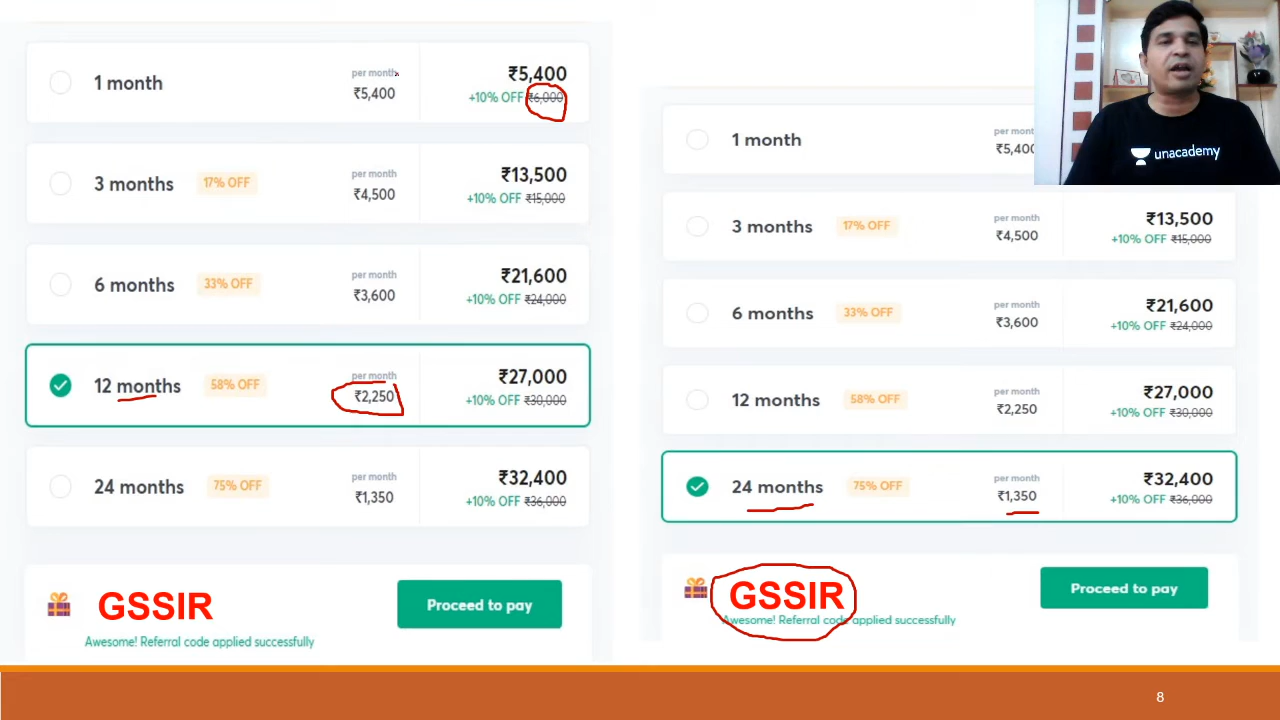 1 month
per month
₹5,400
₹5,400
+10% OFF ₹6,000
3 months
17% OFF
per month
₹4,500
₹13,500
+10% OFF ₹15,000
6 months
33% OFF
per month
₹3,600
₹21,600
+10% OFF ₹24,000
12 months
58% OFF
per month
₹2,250
₹27,000
+10% OFF ₹30,000
24 months
75% OFF
per month
₹1,350
₹32,400
+10% OFF ₹36,000
GSSIR
Proceed to pay
Awesome! Referral code applied successfully
1 month
per mont
₹5,400
3 months
17% OFF
per month
₹4,500
₹13,500
+10% OFF ₹15,000
6 months
33% OFF
per month
₹3,600
₹21,600
+10% OFF ₹24,000
12 months
58% OFF
per month
₹2,250
₹27,000
+10% OFF ₹30,000
24 months
75% OFF
per month
₹1,350
₹32,400
+10% OFF ₹36,000
GSSIR
Proceed to pay
Awesome! Referral code applied successfully
unacademy
8